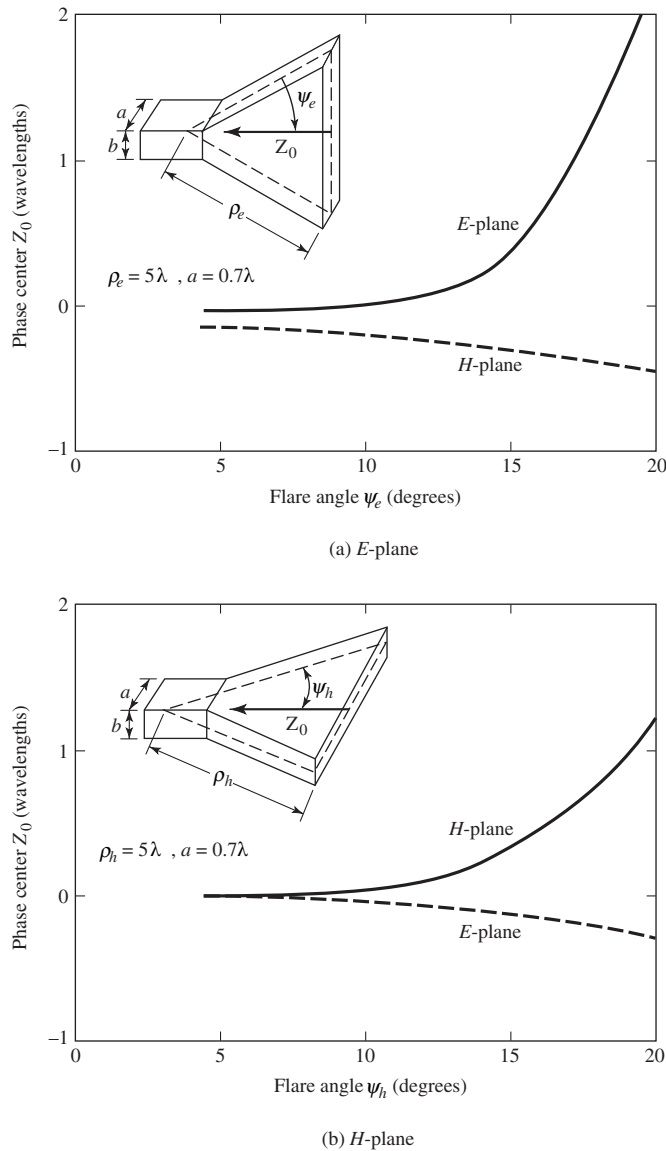 2
1
0
−1
Phase center Z0 (wavelengths)
a
b
ψe
Z0
ρe
ρe = 5λ , a = 0.7λ
E-plane
H-plane
0
5
10
15
20
Flare angle ψe (degrees)
(a) E-plane
2
1
0
−1
Phase center Z0 (wavelengths)
a
b
ψh
Z0
ρh
ρh = 5λ , a = 0.7λ
H-plane
E-plane
0
5
10
15
20
Flare angle ψh (degrees)
(b) H-plane